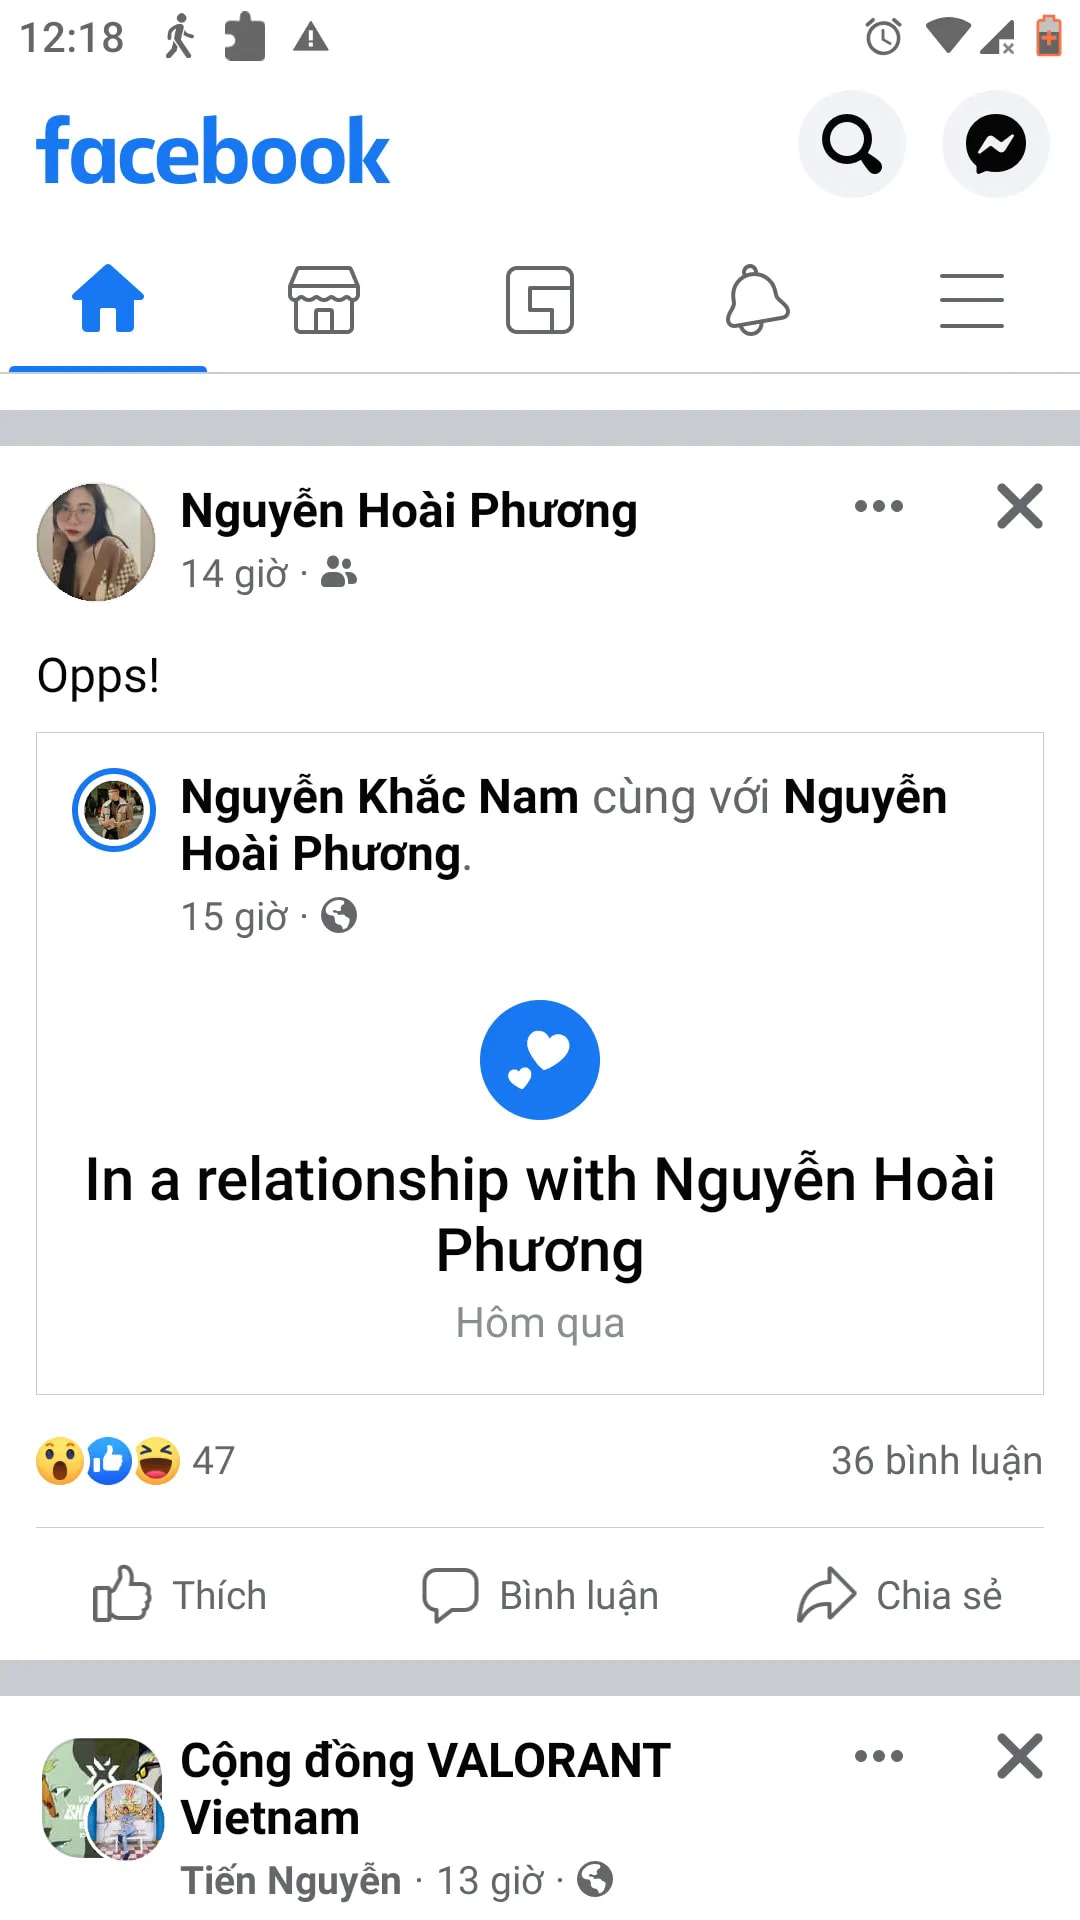 12:18
facebook
Nguyễn Hoài Phương
14 giờ ·
Opps!
Nguyễn Khắc Nam cùng với Nguyễn
Hoài Phương.
15 giờ ·
In a relationship with Nguyễn Hoài
Phương
Hôm qua
47 36 bình luận
Thích Bình luận Chia sẻ
Cộng đồng VALORANT
Vietnam
Tiến Nguyễn · 13 giờ ·